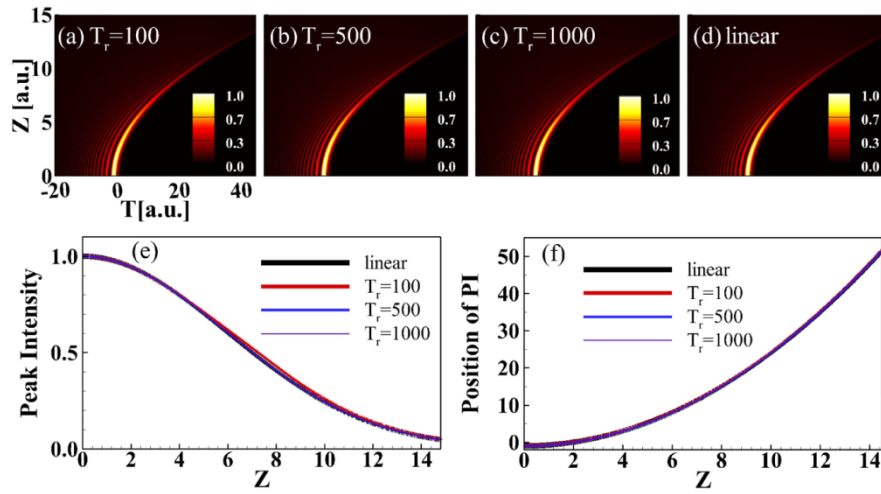 15
(a) T_r=100
(b) T_r=500
(c) T_r=1000
(d) linear
Z [a.u.]
10
5
0
1.0
0.7
0.3
0.0
1.0
0.7
0.3
0.0
1.0
0.7
0.3
0.0
1.0
0.7
0.3
0.0
-20 0 20 40
T[a.u.]
(e)
Peak Intensity
1.0
0.5
0.0
linear
T_r=100
T_r=500
T_r=1000
0 2 4 6 8 10 12 14
Z
(f)
Position of PI
50
40
30
20
10
0
linear
T_r=100
T_r=500
T_r=1000
0 2 4 6 8 10 12 14
Z